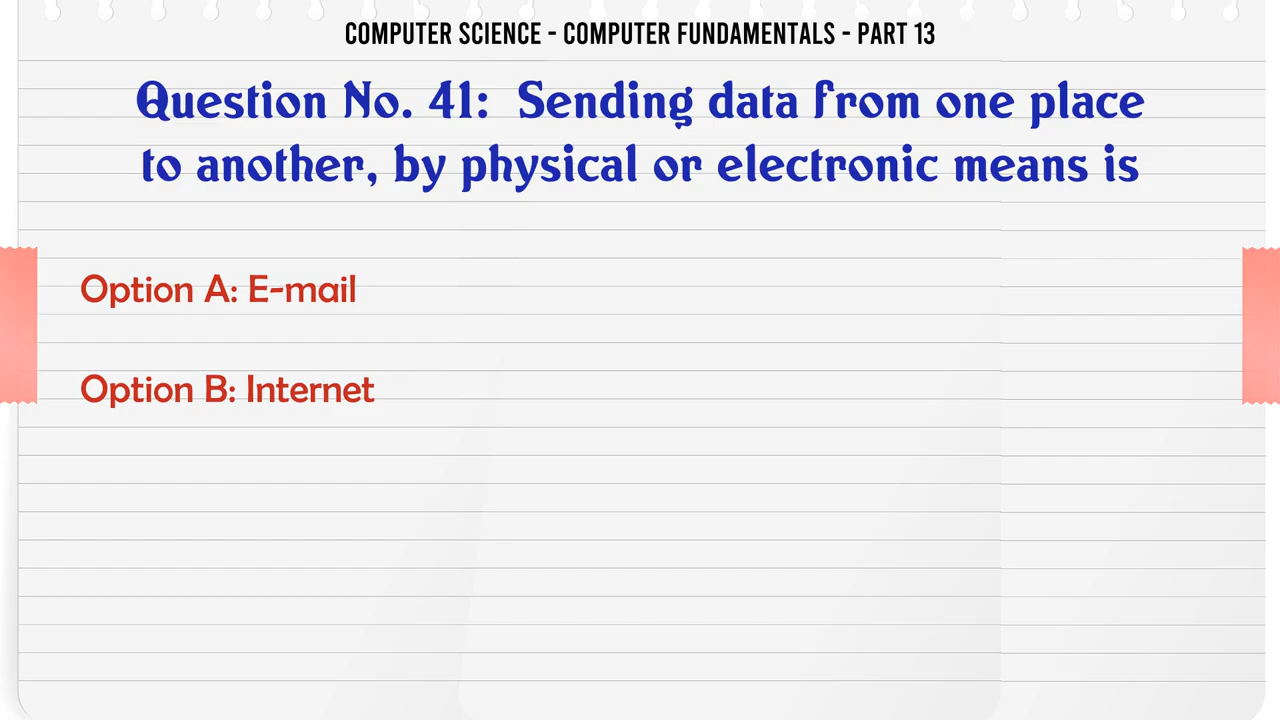 COMPUTER SCIENCE - COMPUTER FUNDAMENTALS - PART 13
Question No. 41: Sending data from one place
to another, by physical or electronic means is
Option A: E-mail
Option B: Internet